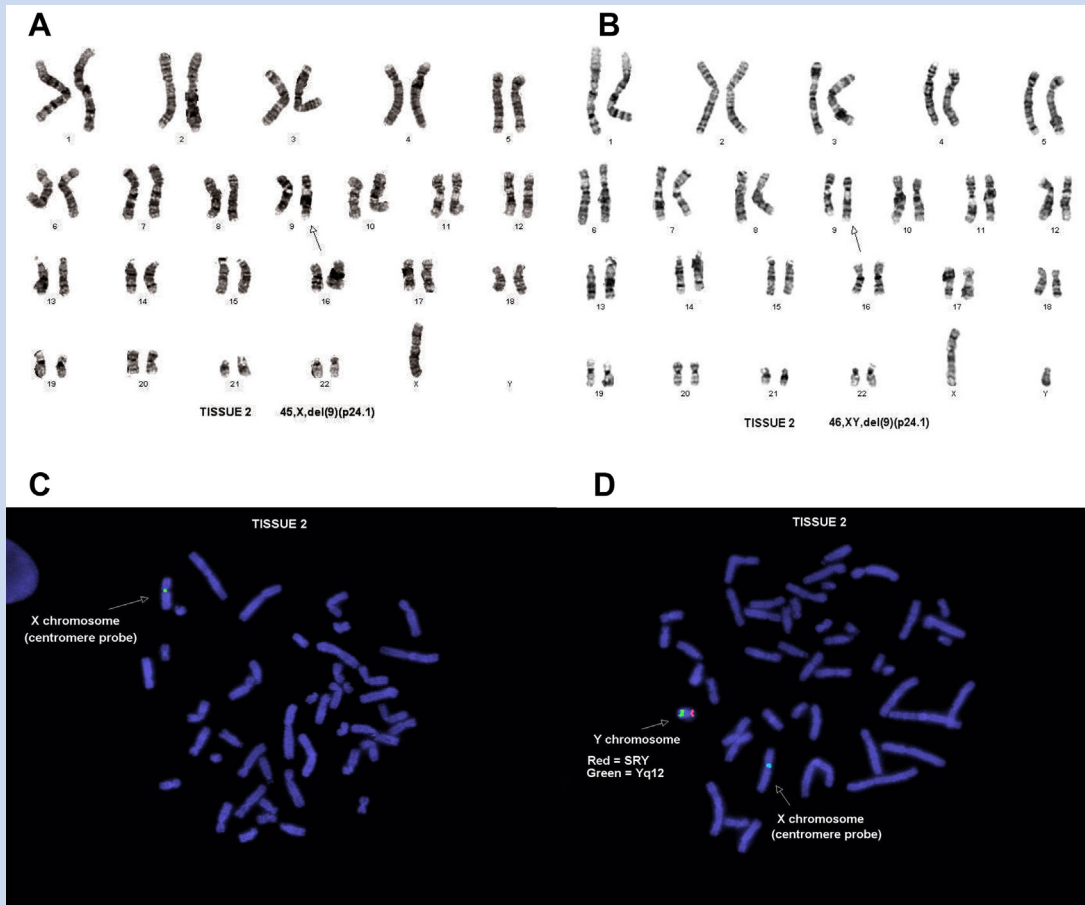 A
1 2 3 4 5
6 7 8 9 10 11 12
13 14 15 16 17 18
19 20 21 22 X Y
TISSUE 2 45,X,del(9)(p24.1)
B
1 2 3 4 5
6 7 8 9 10 11 12
13 14 15 16 17 18
19 20 21 22 X Y
TISSUE 2 46,XY,del(9)(p24.1)
C
TISSUE 2
X chromosome
(centromere probe)
D
TISSUE 2
Y chromosome
Red = SRY
Green = Yq12
X chromosome
(centromere probe)